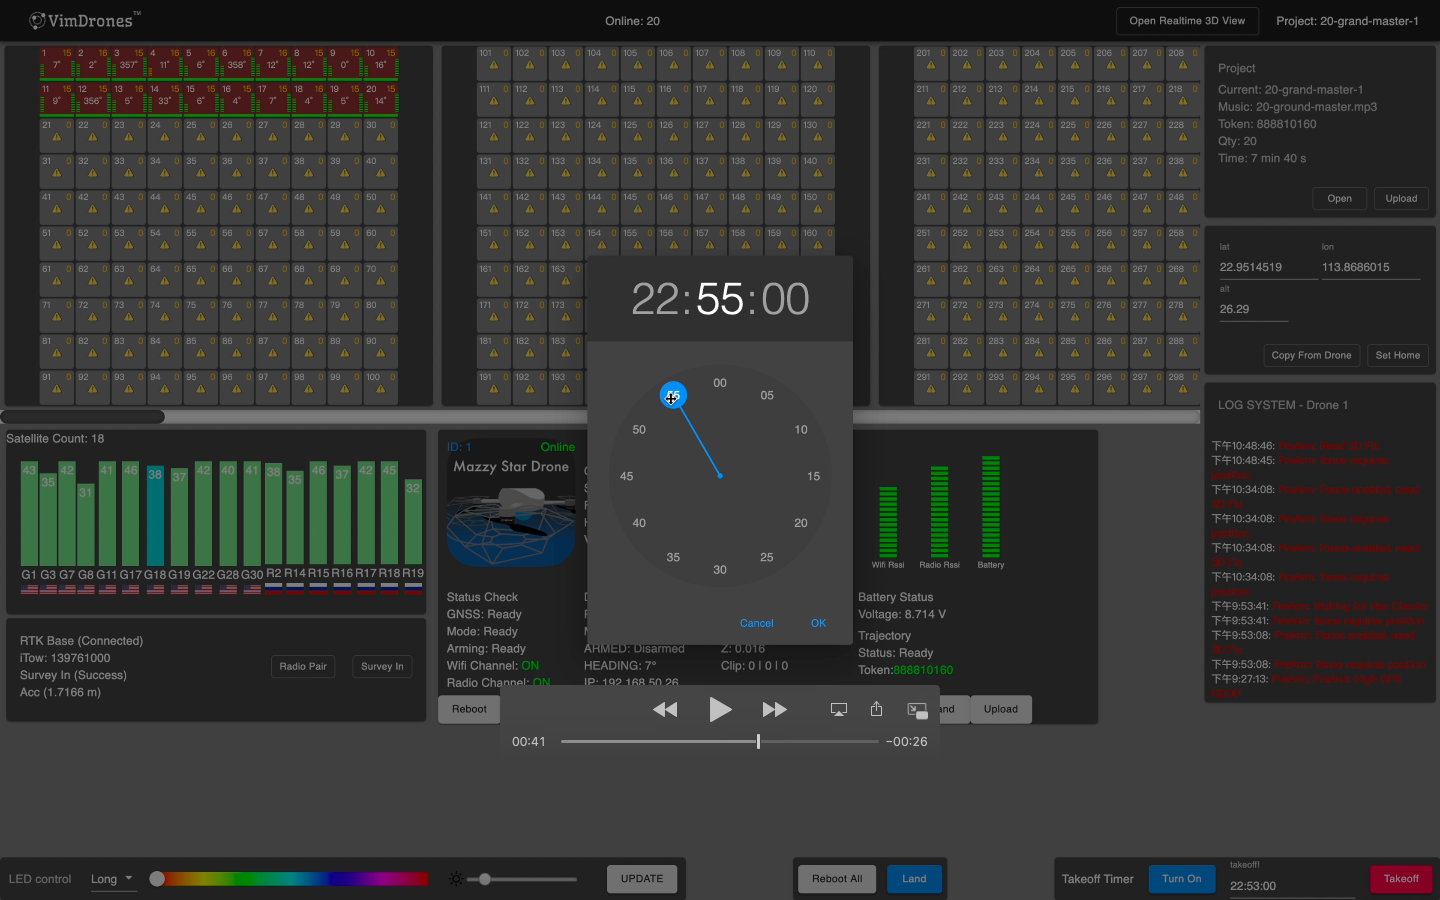 VimDrones™
Online: 20
Open Realtime 3D View
Project: 20-grand-master-1
1 15 2 15 3 15 4 15 5 15 6 15 7 15 8 15 9 15 10 15
7° 2° 357° 11° 6° 358° 12° 12° 0° 16°
11 15 12 15 13 15 14 15 15 15 16 15 17 15 18 15 19 15 20 15
9° 356° 5° 33° 6° 4° 7° 4° 5° 14°
21 0 22 0 23 0 24 0 25 0 26 0 27 0 28 0 29 0 30 0
31 0 32 0 33 0 34 0 35 0 36 0 37 0 38 0 39 0 40 0
41 0 42 0 43 0 44 0 45 0 46 0 47 0 48 0 49 0 50 0
51 0 52 0 53 0 54 0 55 0 56 0 57 0 58 0 59 0 60 0
61 0 62 0 63 0 64 0 65 0 66 0 67 0 68 0 69 0 70 0
71 0 72 0 73 0 74 0 75 0 76 0 77 0 78 0 79 0 80 0
81 0 82 0 83 0 84 0 85 0 86 0 87 0 88 0 89 0 90 0
91 0 92 0 93 0 94 0 95 0 96 0 97 0 98 0 99 0 100 0
101 0 102 0 103 0 104 0 105 0 106 0 107 0 108 0 109 0 110 0
111 0 112 0 113 0 114 0 115 0 116 0 117 0 118 0 119 0 120 0
121 0 122 0 123 0 124 0 125 0 126 0 127 0 128 0 129 0 130 0
131 0 132 0 133 0 134 0 135 0 136 0 137 0 138 0 139 0 140 0
141 0 142 0 143 0 144 0 145 0 146 0 147 0 148 0 149 0 150 0
151 0 152 0 153 0 154 0 155 0 156 0 157 0 158 0 159 0 160 0
161 0 162 0
171 0 172 0
181 0 182 0
191 0 192 0
201 0 202 0 203 0 204 0 205 0 206 0 207 0 208 0
211 0 212 0 213 0 214 0 215 0 216 0 217 0 218 0
221 0 222 0 223 0 224 0 225 0 226 0 227 0 228 0
231 0 232 0 233 0 234 0 235 0 236 0 237 0 238 0
241 0 242 0 243 0 244 0 245 0 246 0 247 0 248 0
251 0 252 0 253 0 254 0 255 0 256 0 257 0 258 0
261 0 262 0 263 0 264 0 265 0 266 0 267 0 268 0
271 0 272 0 273 0 274 0 275 0 276 0 277 0 278 0
281 0 282 0 283 0 284 0 285 0 286 0 287 0 288 0
291 0 292 0 293 0 294 0 295 0 296 0 297 0 298 0
Project
Current: 20-grand-master-1
Music: 20-ground-master.mp3
Token: 888810160
Qty: 20
Time: 7 min 40 s
Open Upload
lat lon
22.9514519 113.8686015
alt
26.29
Copy From Drone Set Home
LOG SYSTEM - Drone 1
下午10:48:46:
下午10:48:45:
下午10:34:08:
下午10:34:08:
下午10:34:08:
下午10:34:08:
下午9:53:41:
下午9:53:41:
下午9:53:08:
下午9:53:08:
下午9:27:13:
22:55:00
00
05
10
15
20
25
30
35
40
45
50
55
Cancel OK
Satellite Count: 18
43 35 42 31 41 46 38 37 42 40 41 38 35 46 37 42 45 32
G1 G3 G7 G8 G11 G17 G18 G19 G22 G28 G30 R2 R14 R15 R16 R17 R18 R19
RTK Base (Connected)
iTow: 139761000
Survey In (Success)
Acc (1.7166 m)
Radio Pair Survey In
ID: 1 Online
Mazzy Star Drone
Status Check
GNSS: Ready
Mode: Ready
Arming: Ready
Wifi Channel: ON
Radio Channel: ON
ARMED: Disarmed
HEADING: 7°
IP: 192.168.50.26
Z: 0.016
Clip: 0 | 0 | 0
Wifi Rssi Radio Rssi Battery
Battery Status
Voltage: 8.714 V
Trajectory
Status: Ready
Token:888810160
Reboot
and
Upload
00:41 −00:26
LED control Long
UPDATE
Reboot All Land
Takeoff Timer Turn On
takeoff!
22:53:00
Takeoff